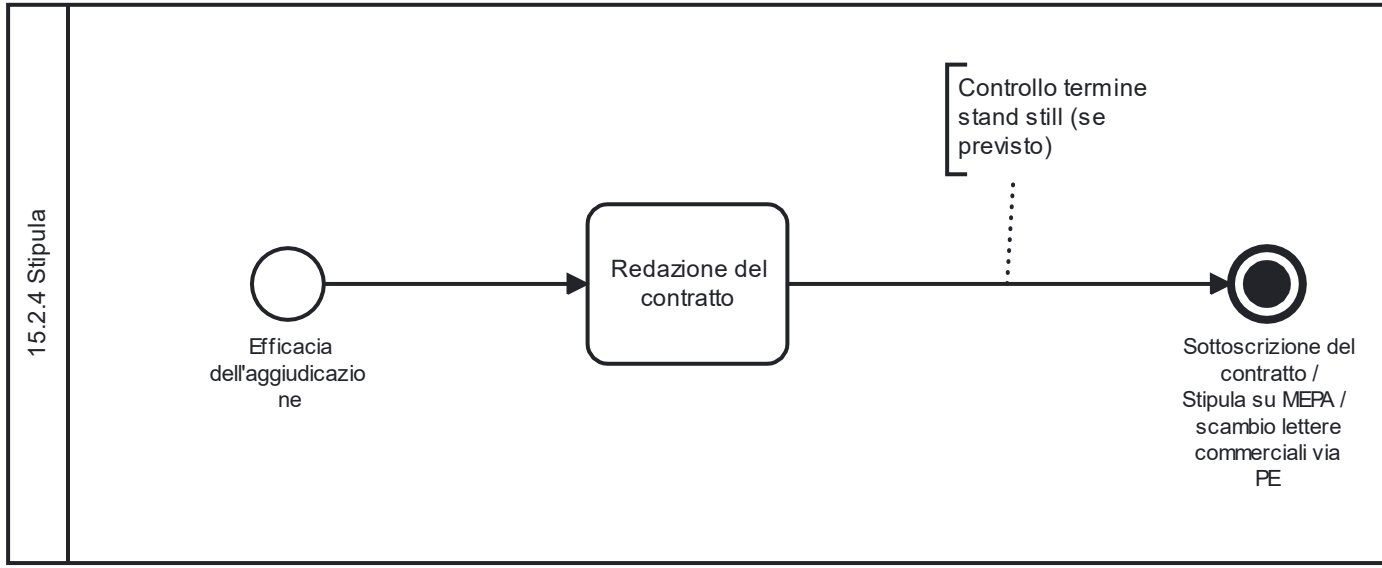 15.2.4 Stipula
Controllo termine
stand still (se
previsto)
Redazione del
contratto
Efficacia
dell'aggiudicazio
ne
Sottoscrizione del
contratto /
Stipula su MEPA /
scambio lettere
commerciali via
PE